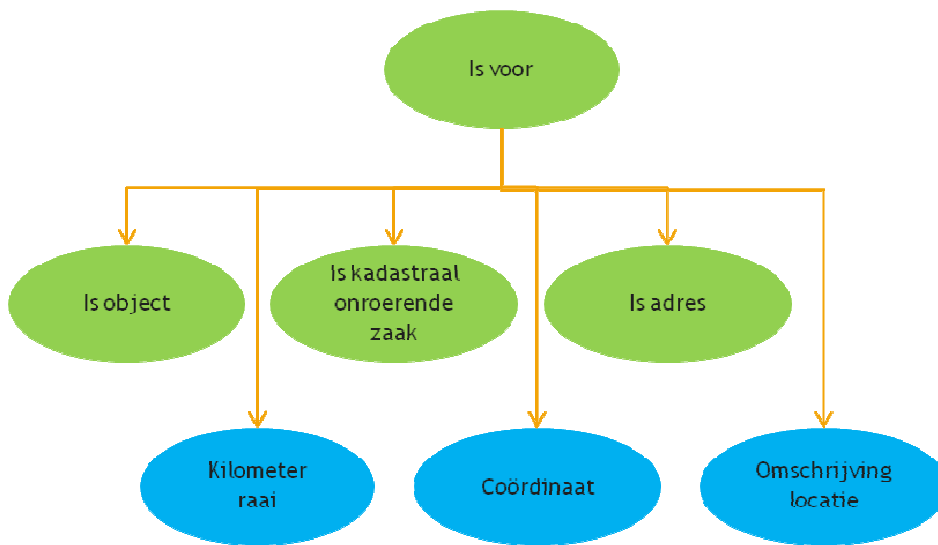 Is voor
Is object
Is kadastraal
onroerende
zaak
Is adres
Kilometer
raai
Coördinaat
Omschrijving
locatie